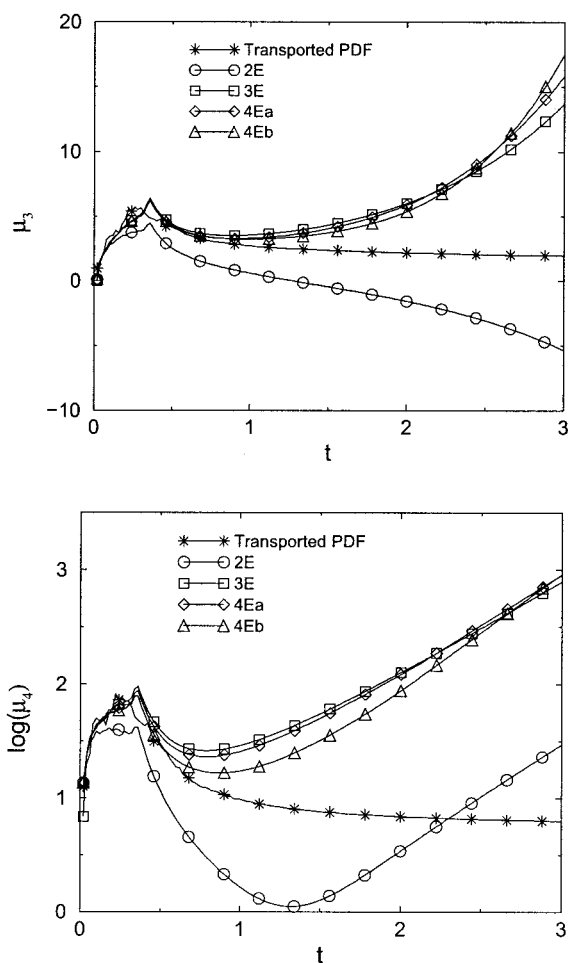 20
Transported PDF
2E
3E
4Ea
4Eb
10
μ₃
0
−10
0
1
2
3
t
Transported PDF
2E
3E
4Ea
4Eb
3
2
log(μ₄)
1
0
0
1
2
3
t